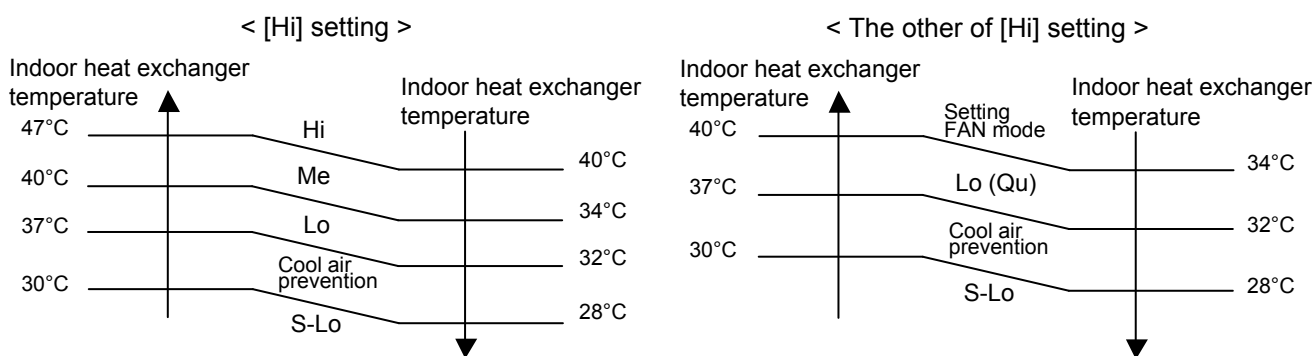 < [Hi] setting >
Indoor heat exchanger
temperature
Indoor heat exchanger
temperature
47°C
Hi
40°C
40°C
Me
34°C
37°C
Lo
32°C
Cool air
prevention
30°C
28°C
S-Lo
< The other of [Hi] setting >
Indoor heat exchanger
temperature
Indoor heat exchanger
temperature
40°C
Setting
FAN mode
34°C
37°C
Lo (Qu)
32°C
Cool air
prevention
30°C
28°C
S-Lo